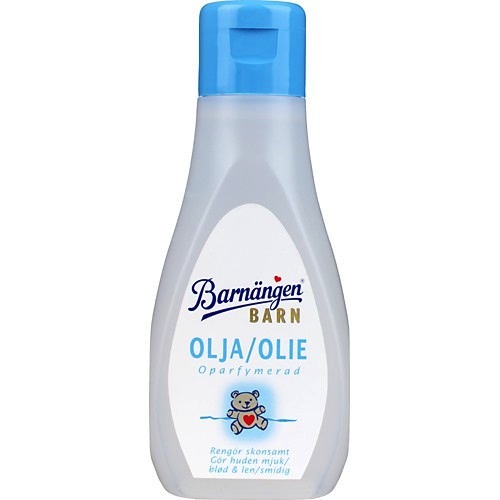 Barnängen®
BARN
OLJA/OLIE
Oparfymerad
Rengör skonsamt
Gör huden mjuk/
blød & len/smidig